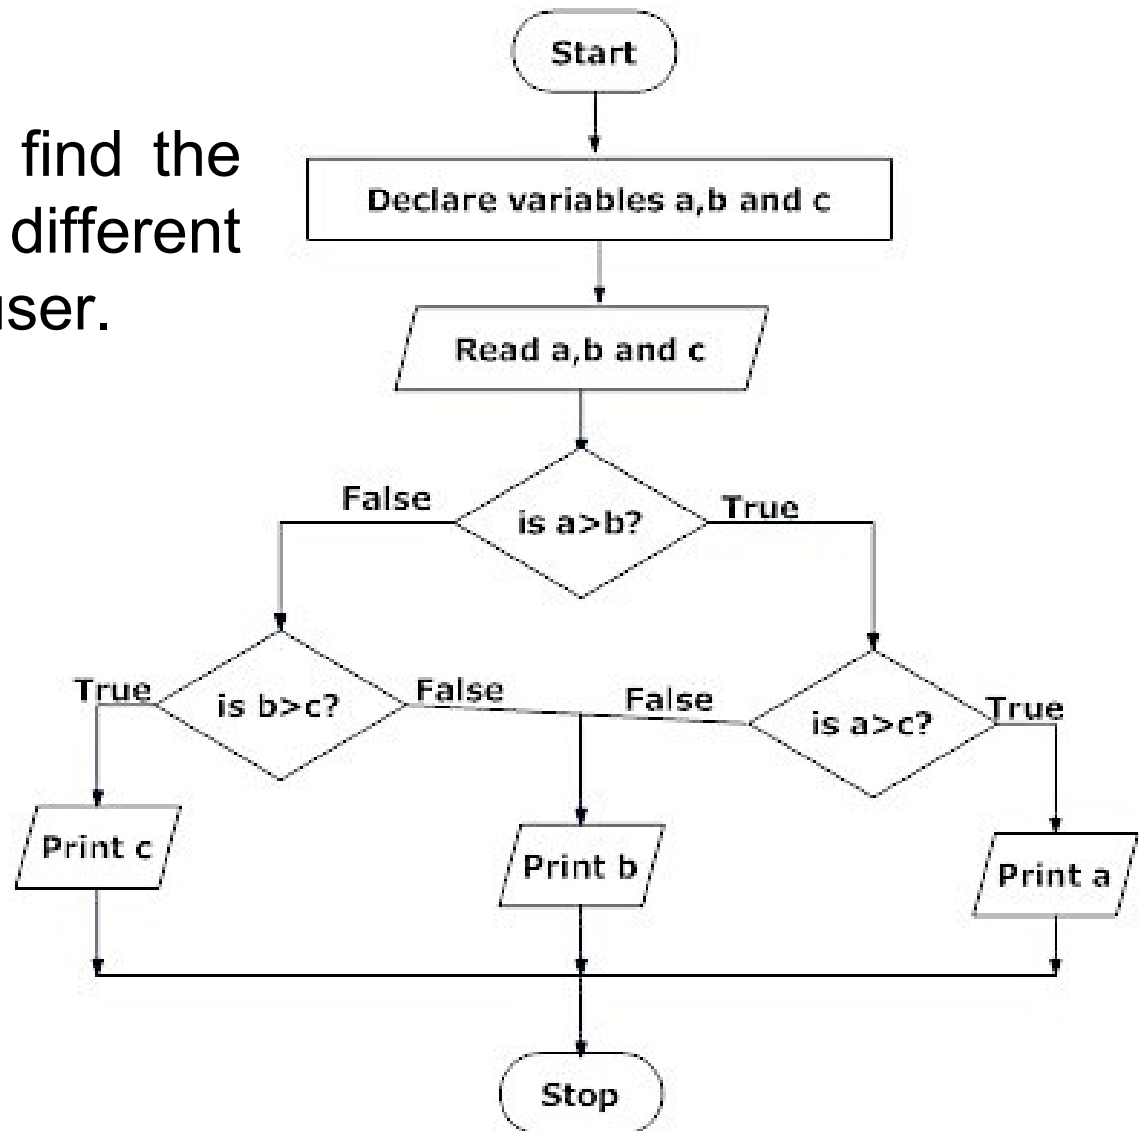 find the
different
user.
Start
Declare variables a,b and c
Read a,b and c
is a>b?
False
True
is b>c?
True
False
is a>c?
False
True
Print c
Print b
Print a
Stop